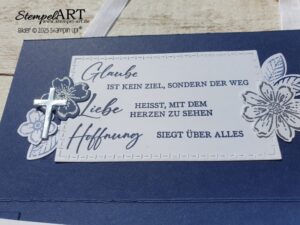 StempelART
www.stempel-art.de
Bilder © 2025 Stampin' Up!®
Glaube
IST KEIN ZIEL, SONDERN DER WEG
Liebe HEISST, MIT DEM
HERZEN ZU SEHEN
Hoffnung SIEGT ÜBER ALLES